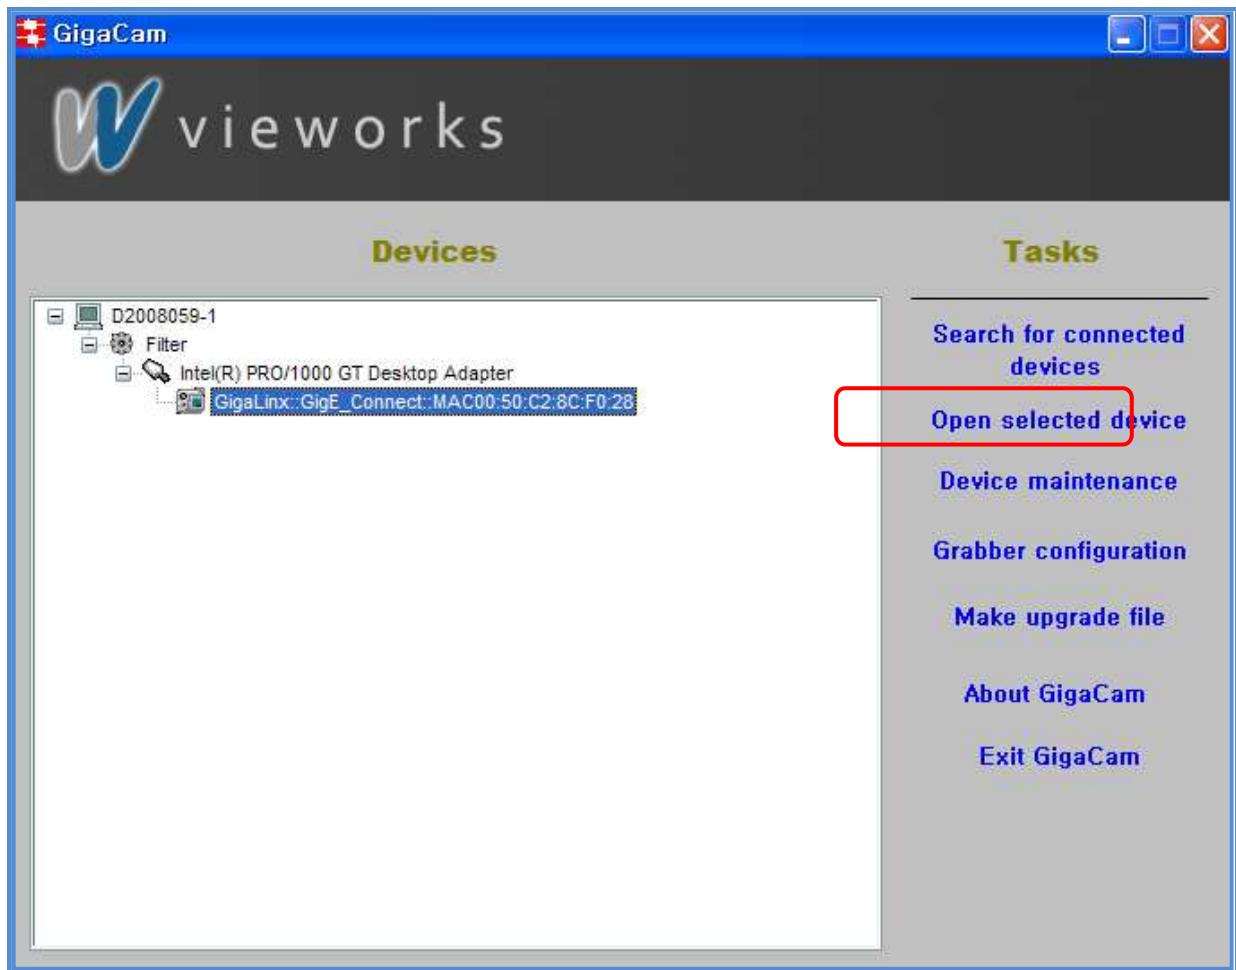 GigaCam
vieworks
Devices
Tasks
D2008059-1
Filter
Intel(R) PRO/1000 GT Desktop Adapter
GigaLinx::GigE_Connect::MAC00:50:C2:8C:F0:28
Search for connected
devices
Open selected device
Device maintenance
Grabber configuration
Make upgrade file
About GigaCam
Exit GigaCam